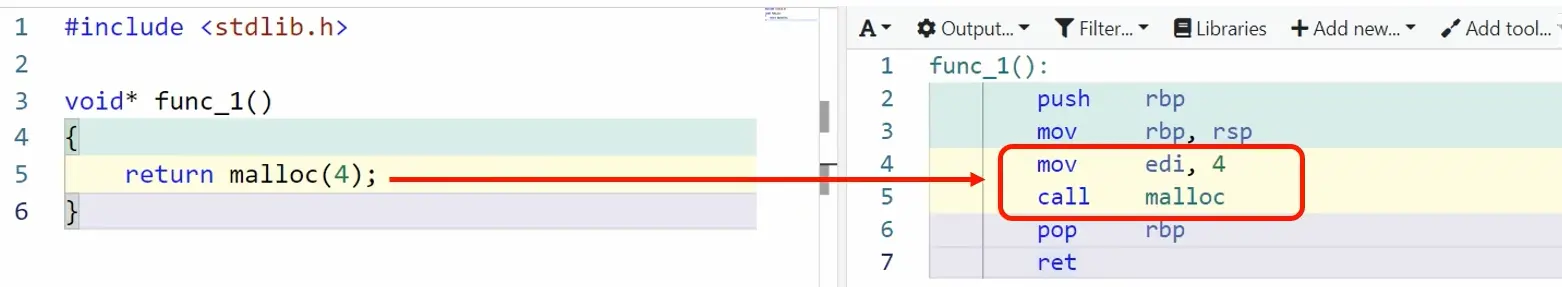 1 #include <stdlib.h>
2
3 void* func_1()
4 {
5 return malloc(4);
6 }
A Output... Filter... Libraries Add new... Add tool...
1 func_1():
2 push rbp
3 mov rbp, rsp
4 mov edi, 4
5 call malloc
6 pop rbp
7 ret